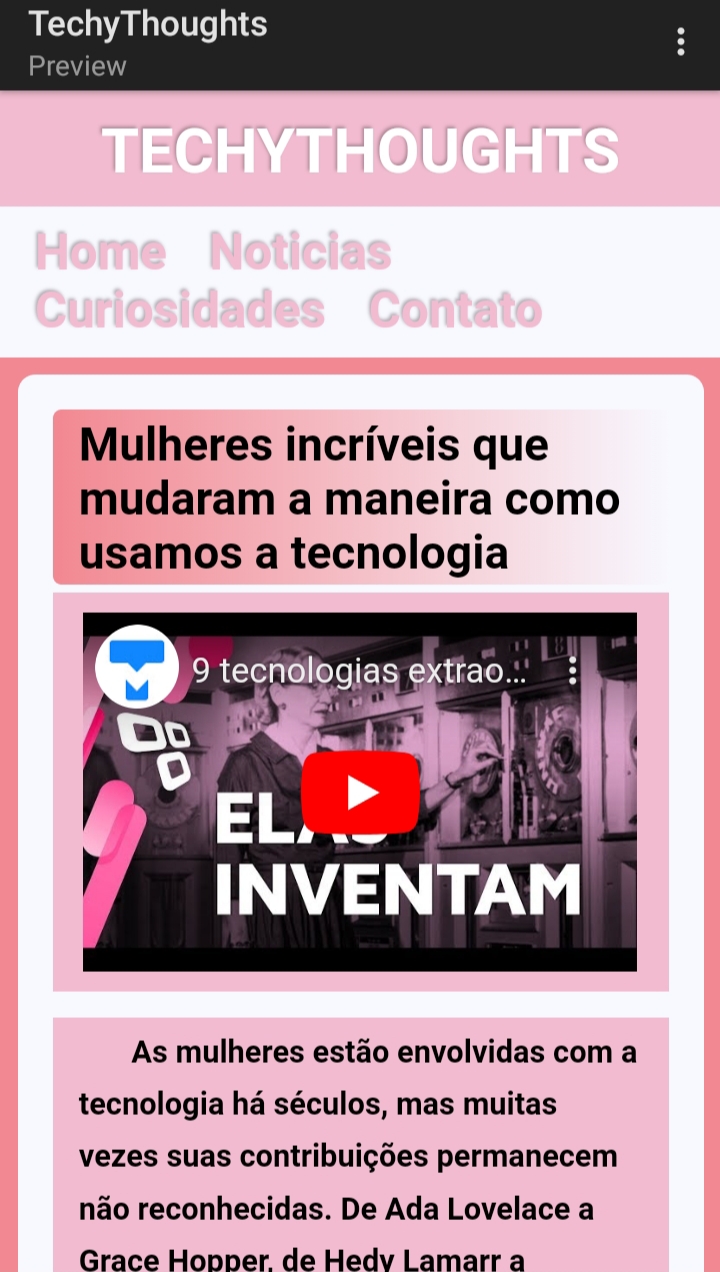 TechyThoughts
Preview
TECHYTHOUGHTS
Home Noticias
Curiosidades Contato
Mulheres incríveis que
mudaram a maneira como
usamos a tecnologia
9 tecnologias extrao...
ELAS
INVENTAM
As mulheres estão envolvidas com a
tecnologia há séculos, mas muitas
vezes suas contribuições permanecem
não reconhecidas. De Ada Lovelace a
Grace Hopper, de Hedy Lamarr a